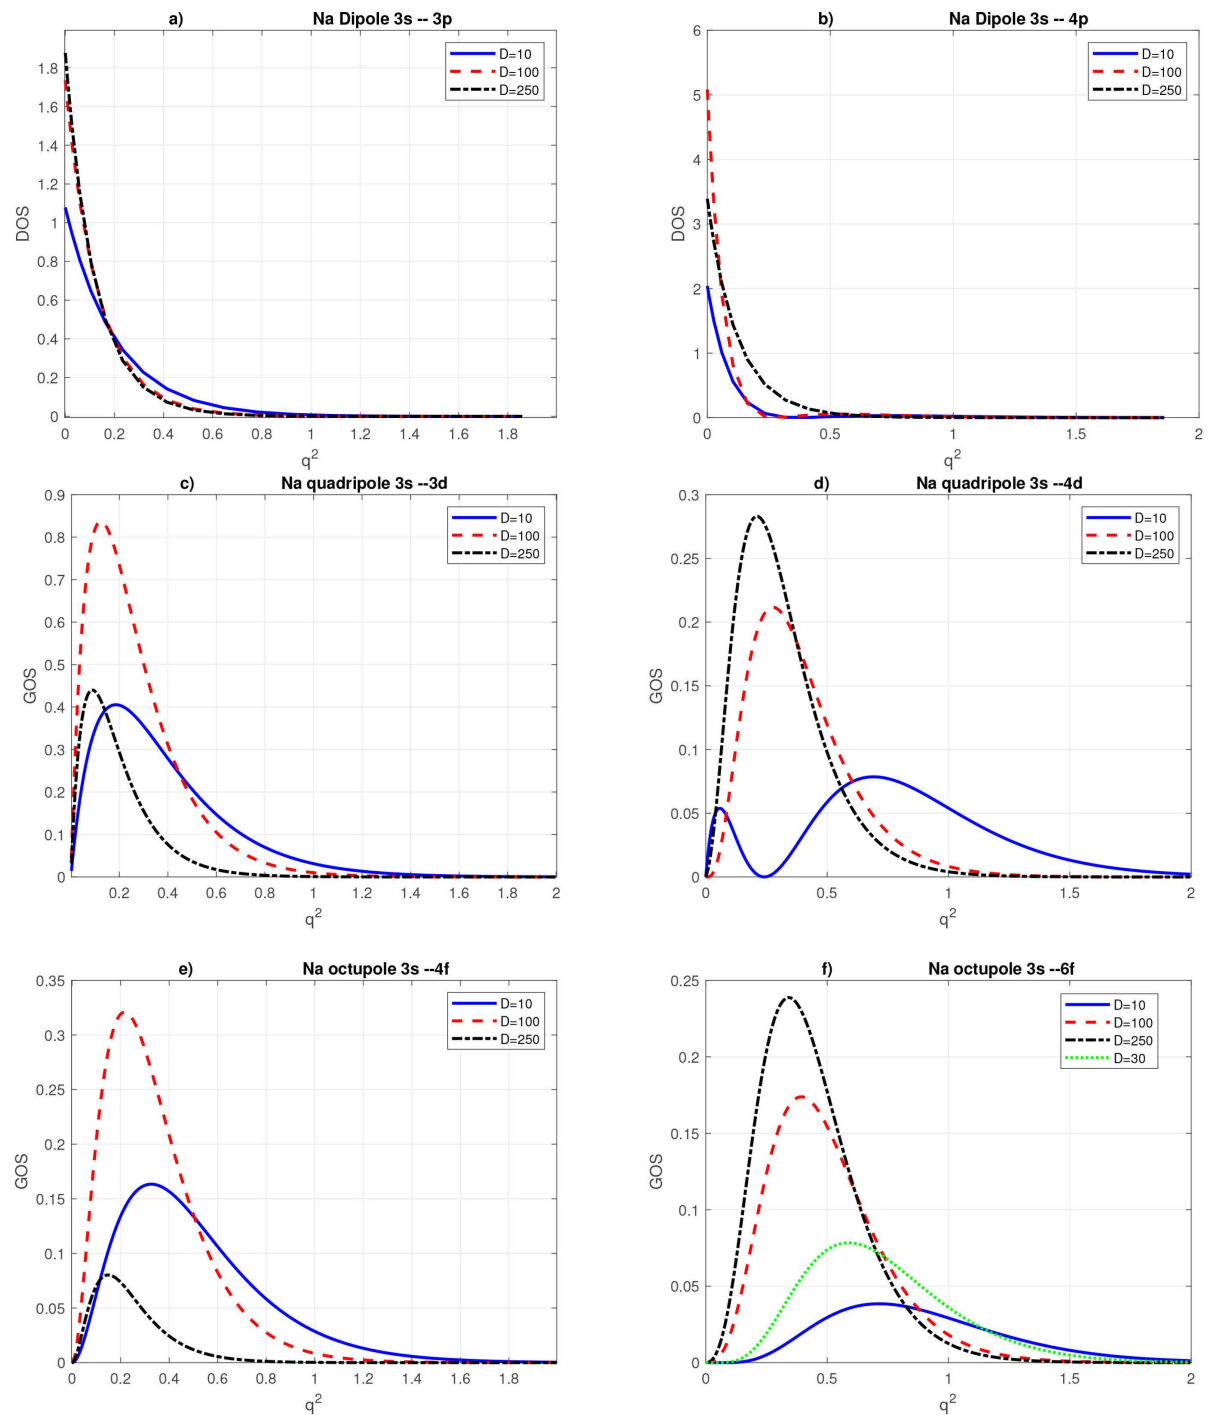 a) Na Dipole 3s -- 3p
D=10
D=100
D=250
1.8
1.6
1.4
1.2
1
0.8
0.6
0.4
0.2
0
DOS
0 0.2 0.4 0.6 0.8 1 1.2 1.4 1.6 1.8
q²
b) Na Dipole 3s -- 4p
D=10
D=100
D=250
6
5
4
3
2
1
0
DOS
0 0.5 1 1.5 2
q²
c) Na quadripole 3s --3d
D=10
D=100
D=250
0.9
0.8
0.7
0.6
0.5
0.4
0.3
0.2
0.1
0
GOS
0.2 0.4 0.6 0.8 1 1.2 1.4 1.6 1.8 2
q²
d) Na quadripole 3s --4d
D=10
D=100
D=250
0.3
0.25
0.2
0.15
0.1
0.05
0
GOS
0 0.5 1 1.5 2
q²
e) Na octupole 3s --4f
D=10
D=100
D=250
0.35
0.3
0.25
0.2
0.15
0.1
0.05
0
GOS
0 0.2 0.4 0.6 0.8 1 1.2 1.4 1.6 1.8
q²
f) Na octupole 3s --6f
D=10
D=100
D=250
D=30
0.25
0.2
0.15
0.1
0.05
0
GOS
0 0.5 1 1.5 2
q²